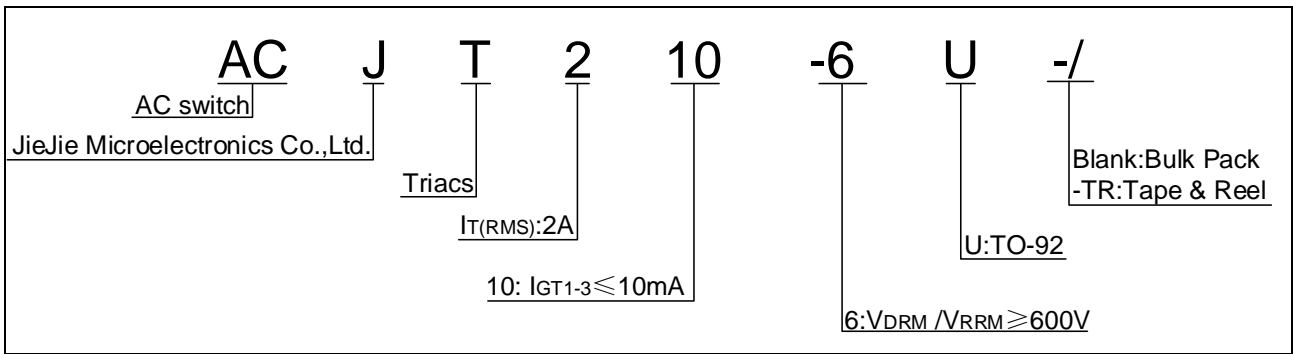 AC J T 2 10 -6 U -/
AC switch
JieJie Microelectronics Co.,Ltd.
Blank:Bulk Pack
Triacs
-TR:Tape & Reel
IT(RMS):2A
U:TO-92
10: IGT1-3≤10mA
6:VDRM /VRRM≥600V